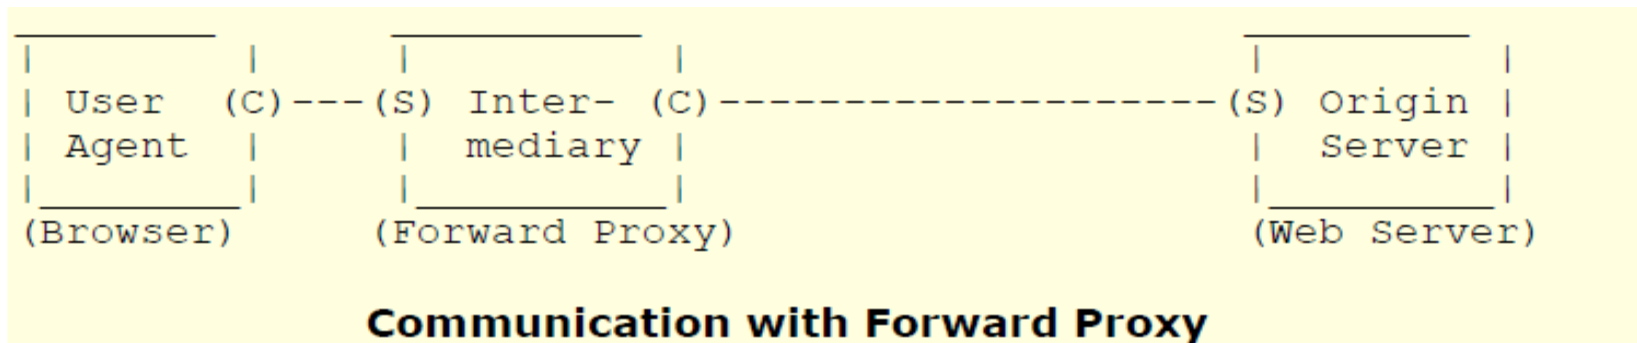 User (C)---(S) Inter- (C)--------------------(S) Origin
Agent mediary Server
(Browser) (Forward Proxy) (Web Server)
Communication with Forward Proxy